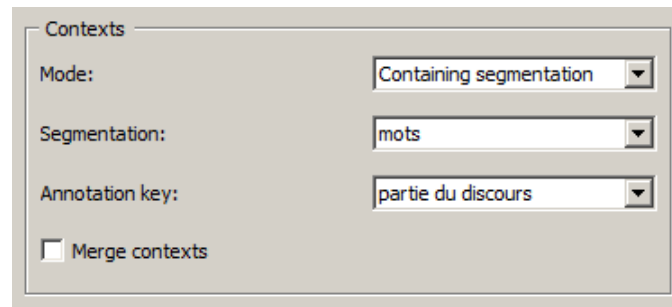 Contexts
Mode: Containing segmentation
Segmentation: mots
Annotation key: partie du discours
Merge contexts